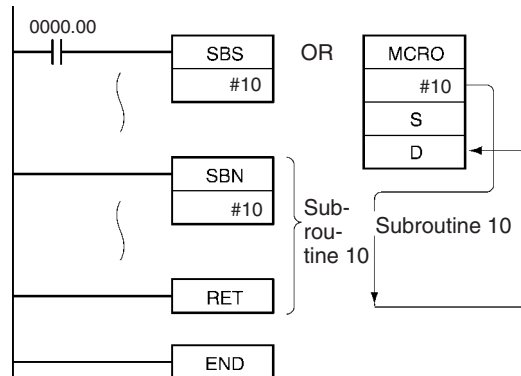 0000.00
SBS
#10
OR
MCRO
#10
S
D
SBN
#10
Sub-
rou-
tine 10
Subroutine 10
RET
END